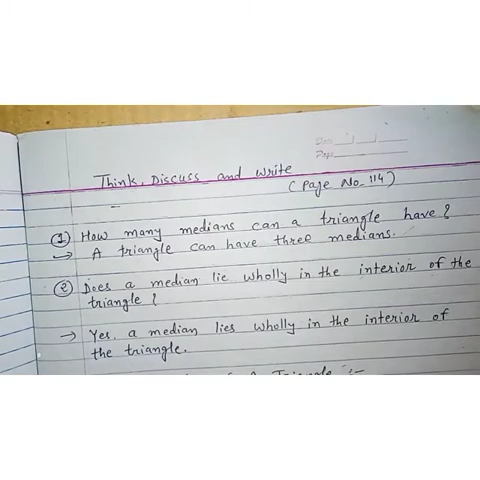 Date
Page
Think, Discuss and write
(Page No. 114)
① How many medians can a triangle have?
→ A triangle can have three medians.
② Does a median lie wholly in the interior of the
triangle?
→ Yes, a median lies wholly in the interior of
the triangle.
Triangle :-